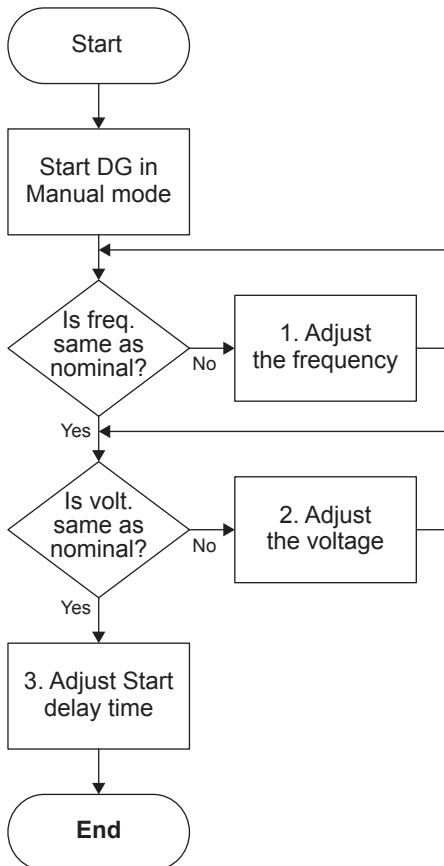 Start
Start DG in
Manual mode
Is freq.
same as
nominal?
No
1. Adjust
the frequency
Yes
Is volt.
same as
nominal?
No
2. Adjust
the voltage
Yes
3. Adjust Start
delay time
End